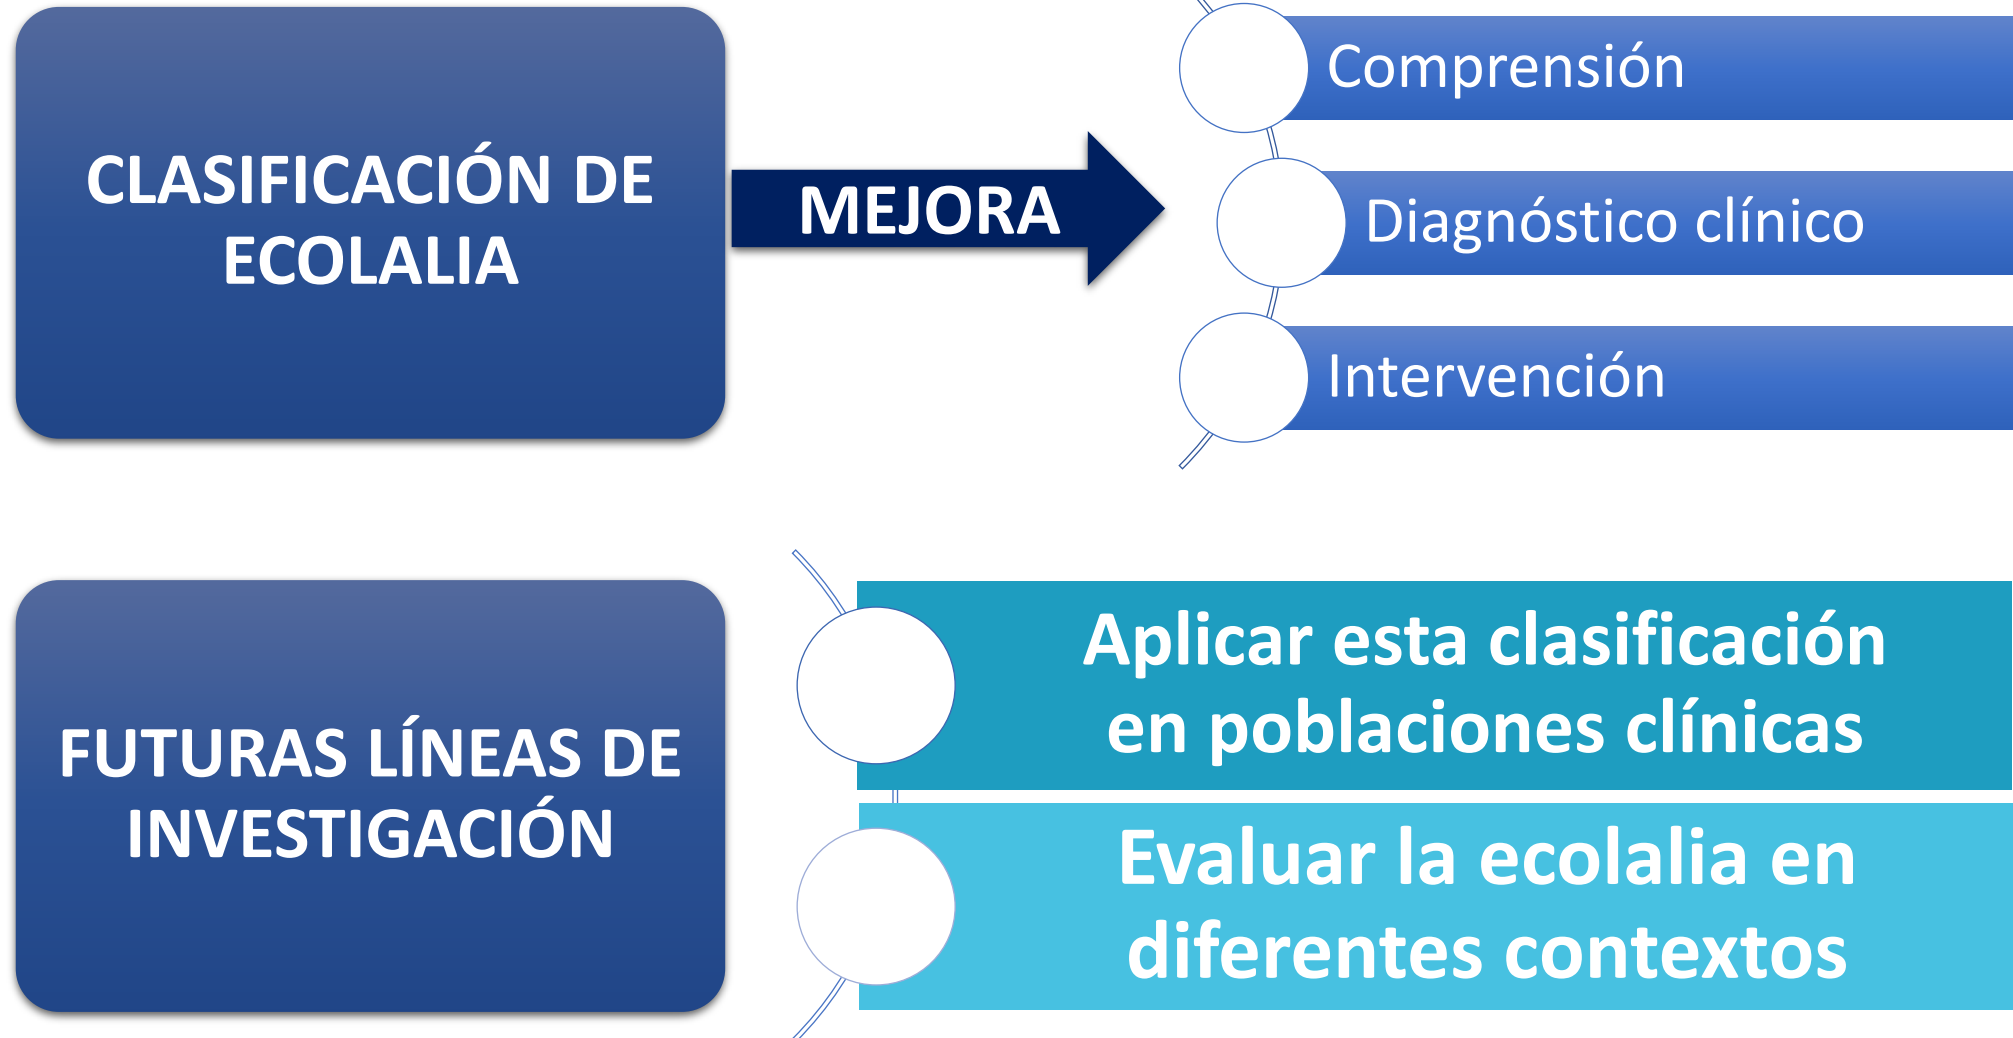 CLASIFICACIÓN DE
ECOLALIA
MEJORA
Comprensión
Diagnóstico clínico
Intervención
FUTURAS LÍNEAS DE
INVESTIGACIÓN
Aplicar esta clasificación
en poblaciones clínicas
Evaluar la ecolalia en
diferentes contextos